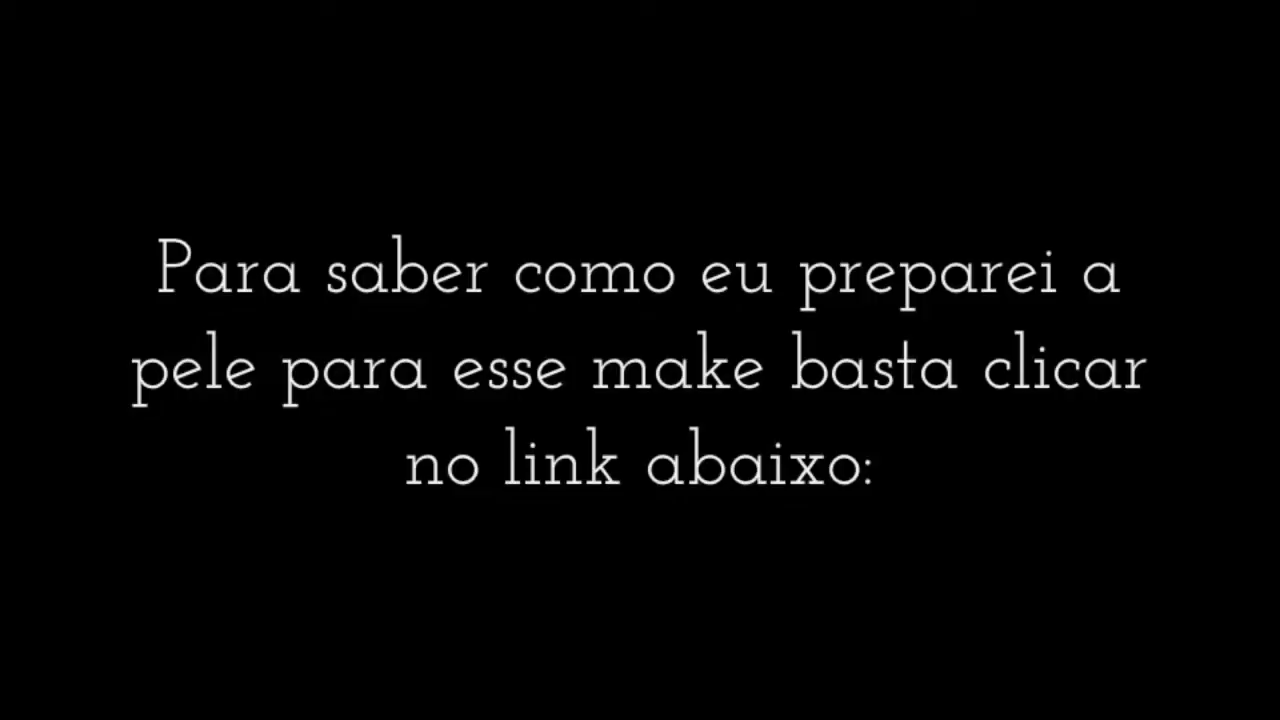 Para saber como eu preparei a
pele para esse make basta clicar
no link abaixo: